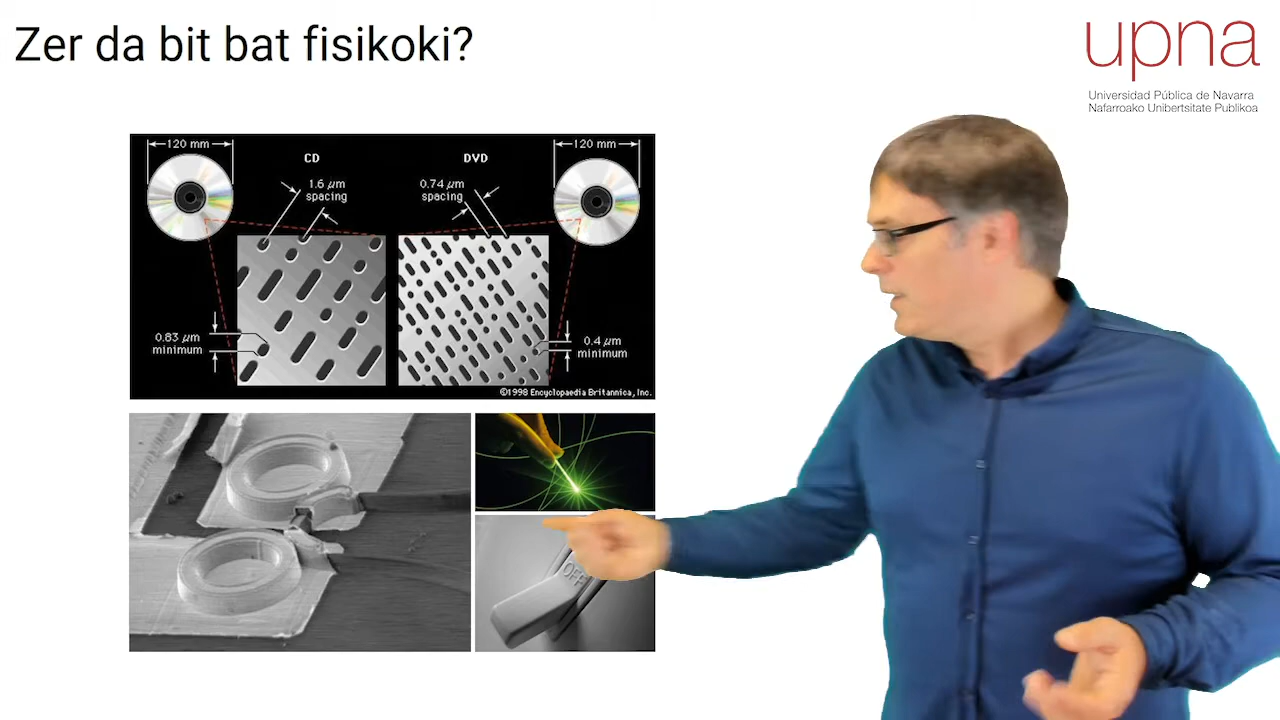 Zer da bit bat fisikoki?
upna
Universidad Pública de Navarra
Nafarroako Unibertsitate Publikoa
120 mm
CD
DVD
120 mm
1.6 µm
spacing
0.74 µm
spacing
0.83 µm
minimum
0.4 µm
minimum
©1998 Encyclopaedia Britannica, Inc.
OFF